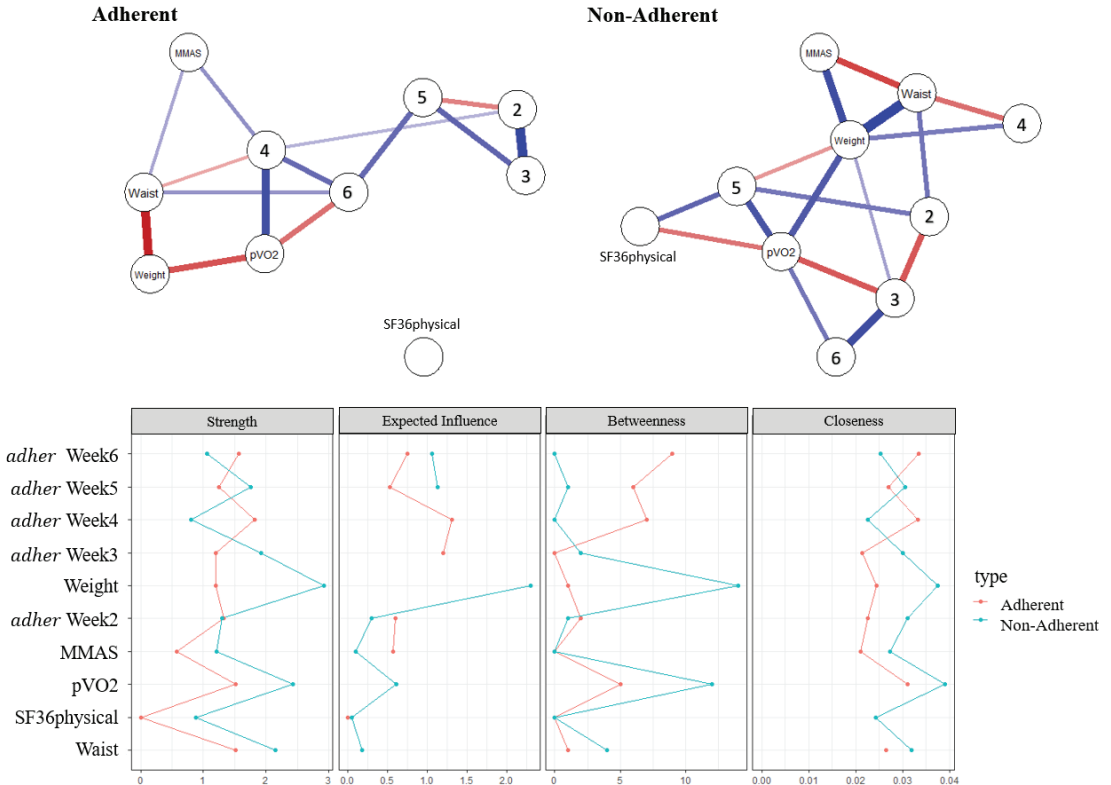 Adherent
Non-Adherent
MMAS
5
2
4
3
Waist
6
pVO2
Weight
SF36physical
MMAS
Waist
4
Weight
5
2
SF36physical
pVO2
3
6
Strength
Expected Influence
Betweenness
Closeness
adher Week6
adher Week5
adher Week4
adher Week3
Weight
adher Week2
MMAS
pVO2
SF36physical
Waist
0 1 2 3
0.0 0.5 1.0 1.5 2.0
0 5 10
0.00 0.01 0.02 0.03 0.04
type
Adherent
Non-Adherent